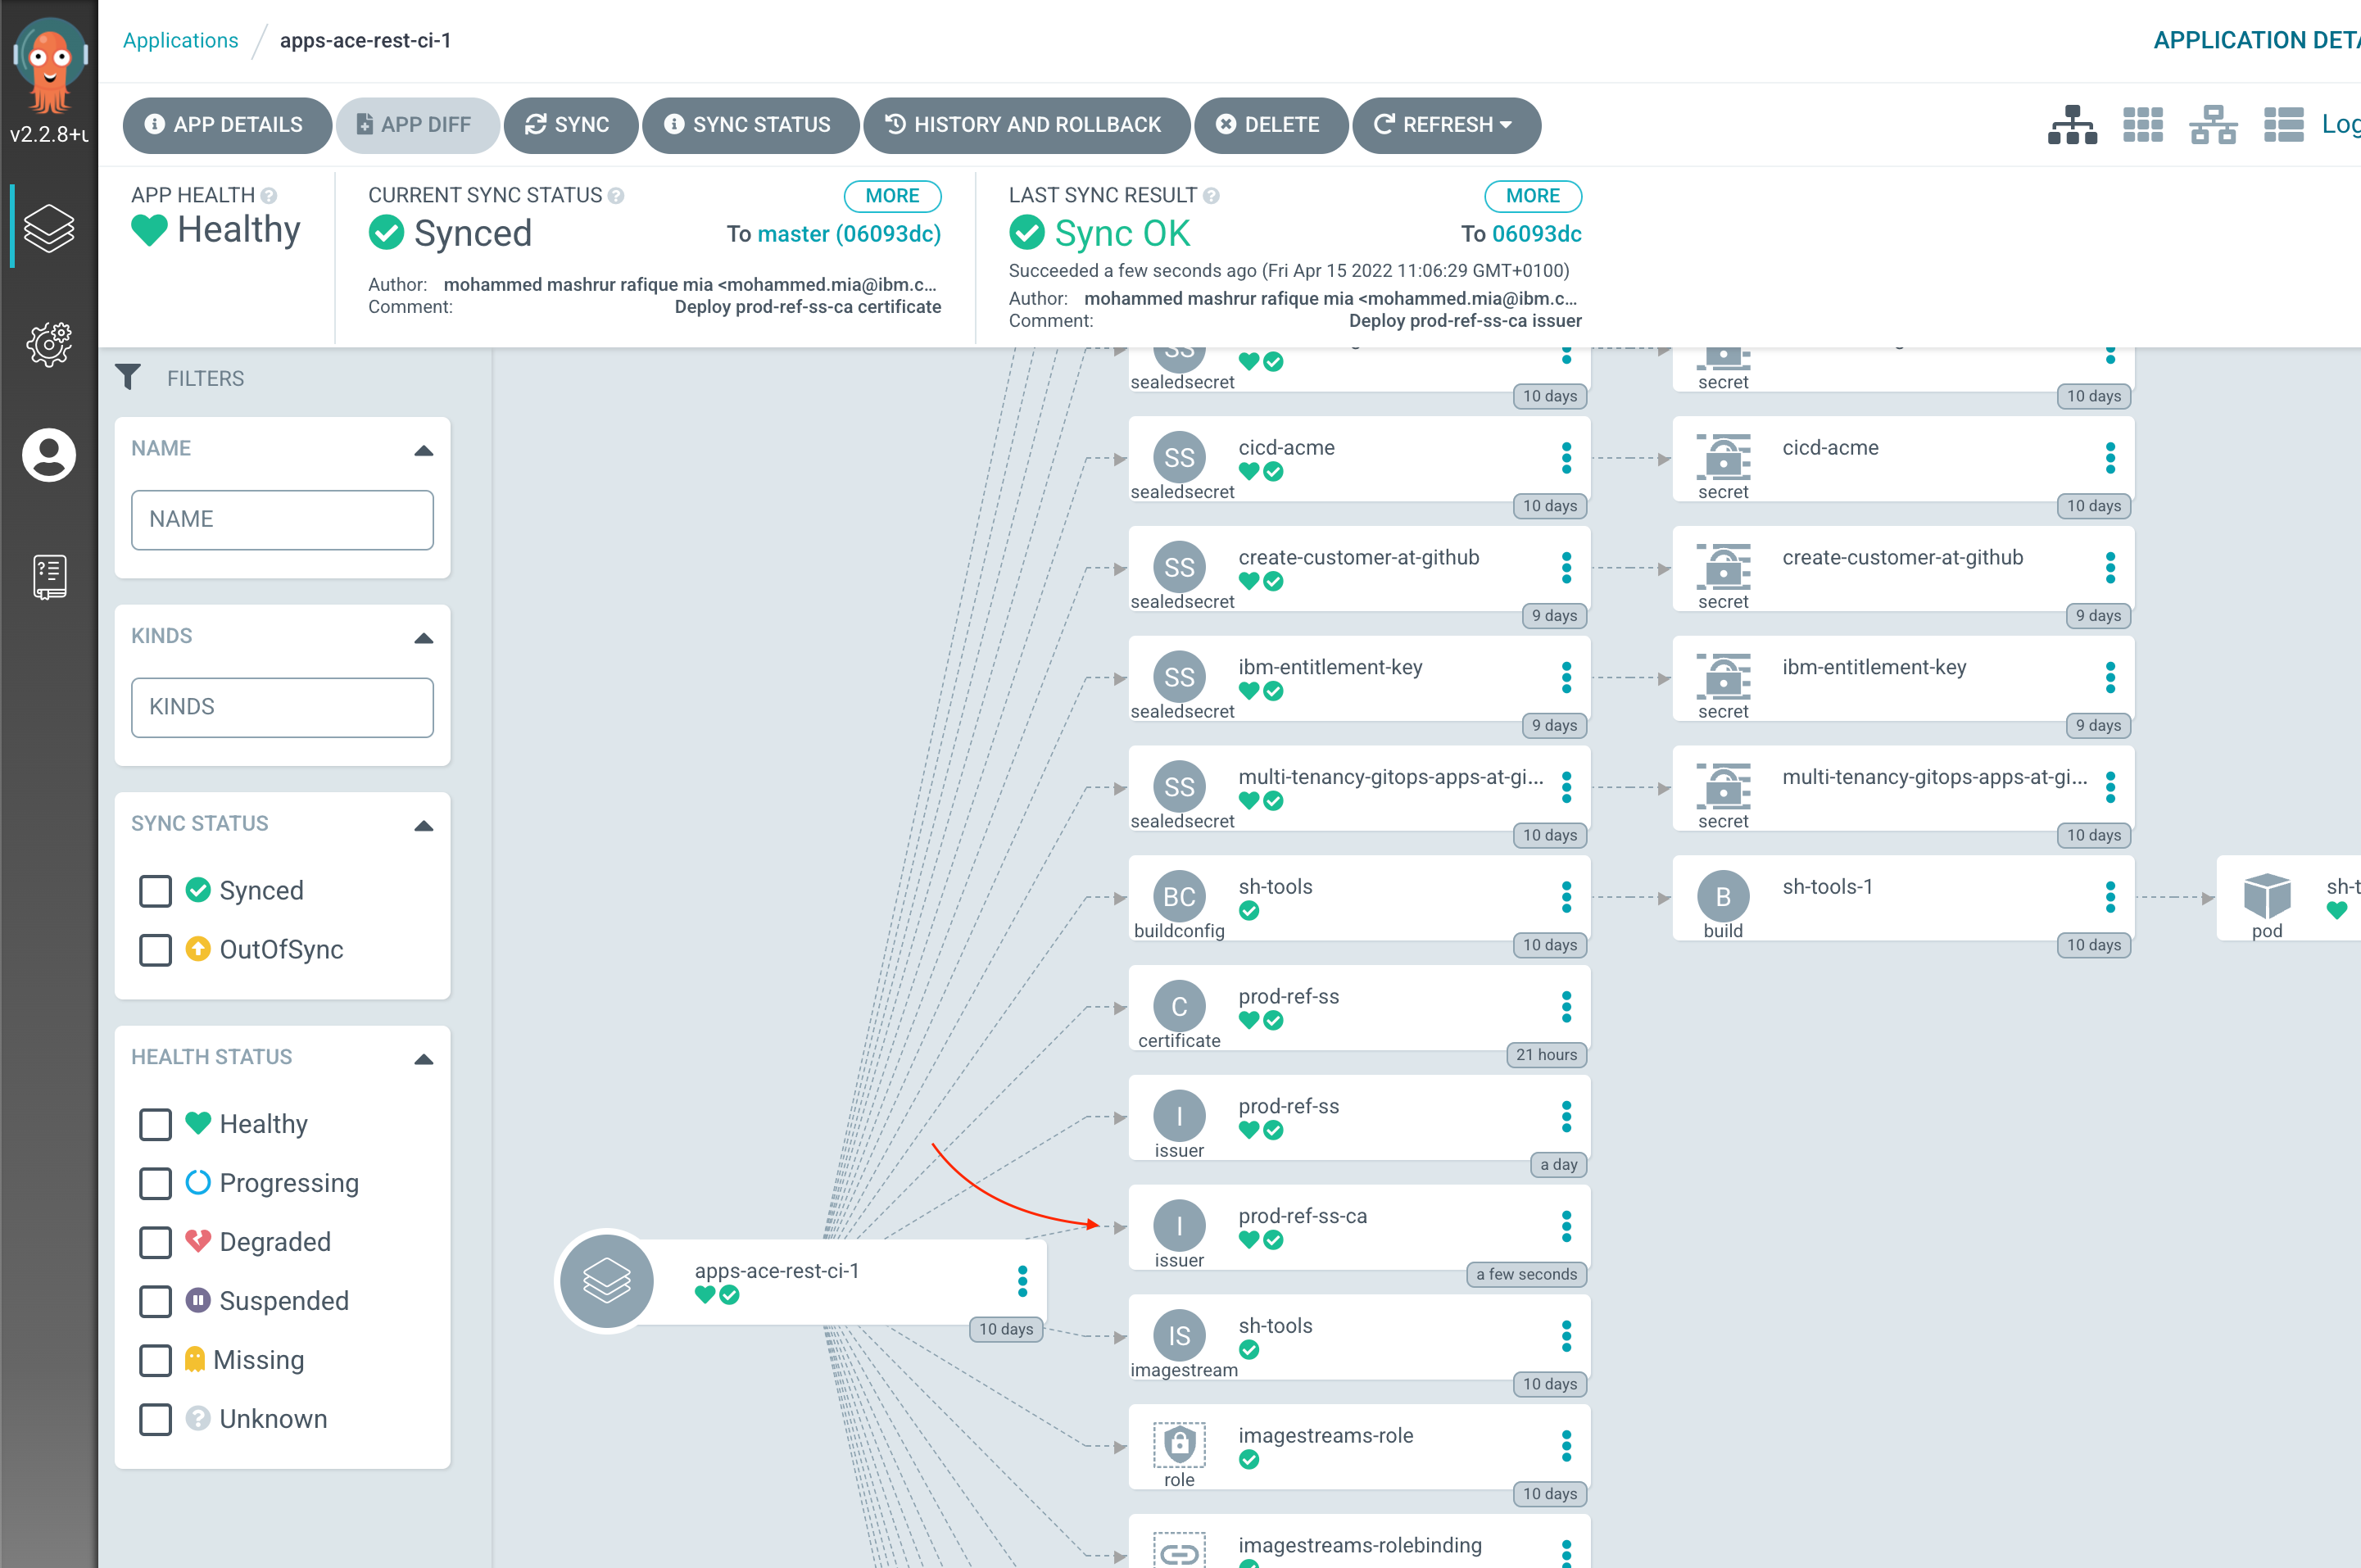 Applications / apps-ace-rest-ci-1
APPLICATION DETA
v2.2.8+u
APP DETAILS
APP DIFF
SYNC
SYNC STATUS
HISTORY AND ROLLBACK
DELETE
REFRESH
Log
APP HEALTH
Healthy
CURRENT SYNC STATUS
MORE
Synced
To master (06093dc)
Author: mohammed mashrur rafique mia <mohammed.mia@ibm.c...
Comment: Deploy prod-ref-ss-ca certificate
LAST SYNC RESULT
MORE
Sync OK
To 06093dc
Succeeded a few seconds ago (Fri Apr 15 2022 11:06:29 GMT+0100)
Author: mohammed mashrur rafique mia <mohammed.mia@ibm.c...
Comment: Deploy prod-ref-ss-ca issuer
FILTERS
NAME
NAME
KINDS
KINDS
SYNC STATUS
Synced
OutOfSync
HEALTH STATUS
Healthy
Progressing
Degraded
Suspended
Missing
Unknown
apps-ace-rest-ci-1
10 days
SS
sealedsecret
10 days
secret
10 days
SS
cicd-acme
sealedsecret
10 days
cicd-acme
secret
10 days
SS
create-customer-at-github
sealedsecret
9 days
create-customer-at-github
secret
9 days
SS
ibm-entitlement-key
sealedsecret
9 days
ibm-entitlement-key
secret
9 days
SS
multi-tenancy-gitops-apps-at-gi...
sealedsecret
10 days
multi-tenancy-gitops-apps-at-gi...
secret
10 days
BC
sh-tools
buildconfig
10 days
B
sh-tools-1
build
10 days
sh-t
pod
C
prod-ref-ss
certificate
21 hours
I
prod-ref-ss
issuer
a day
I
prod-ref-ss-ca
issuer
a few seconds
IS
sh-tools
imagestream
10 days
imagestreams-role
role
10 days
imagestreams-rolebinding